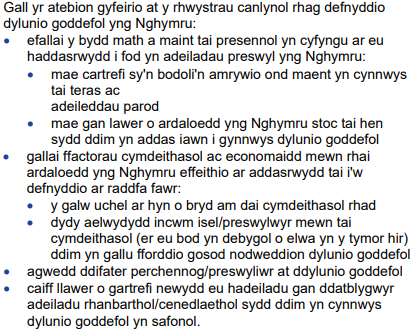 Gall yr atebion gyfeirio at y rhwystrau canlynol rhag defnyddio
dylunio goddefol yng Nghymru:
• efallai y bydd math a maint tai presennol yn cyfyngu ar eu
haddasrwydd i fod yn adeiladau preswyl yng Nghymru:
• mae cartrefi sy'n bodoli'n amrywio ond maent yn cynnwys
tai teras ac
adeileddau parod
• mae gan lawer o ardaloedd yng Nghymru stoc tai hen
sydd ddim yn addas iawn i gynnwys dylunio goddefol
• gallai ffactorau cymdeithasol ac economaidd mewn rhai
ardaloedd yng Nghymru effeithio ar addasrwydd tai i'w
defnyddio ar raddfa fawr:
• y galw uchel ar hyn o bryd am dai cymdeithasol rhad
• dydy aelwydydd incwm isel/preswylwyr mewn tai
cymdeithasol (er eu bod yn debygol o elwa yn y tymor hir)
ddim yn gallu fforddio gosod nodweddion dylunio goddefol
• agwedd ddifater perchennog/preswyliwr at ddylunio goddefol
• caiff llawer o gartrefi newydd eu hadeiladu gan ddatblygwyr
adeiladu rhanbarthol/cenedlaethol sydd ddim yn cynnwys
dylunio goddefol yn safonol.